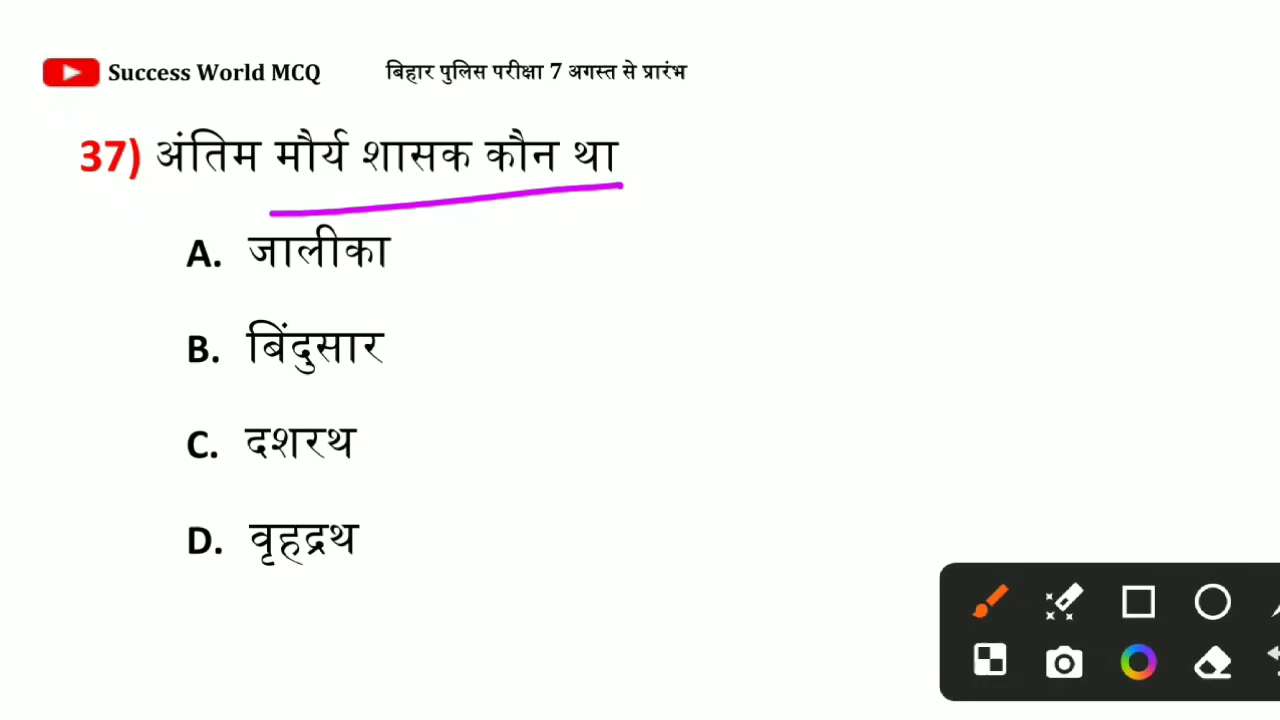 Success World MCQ बिहार पुलिस परीक्षा 7 अगस्त से प्रारंभ
37) अंतिम मौर्य शासक कौन था
A. जालीका
B. बिंदुसार
C. दशरथ
D. वृहद्रथ